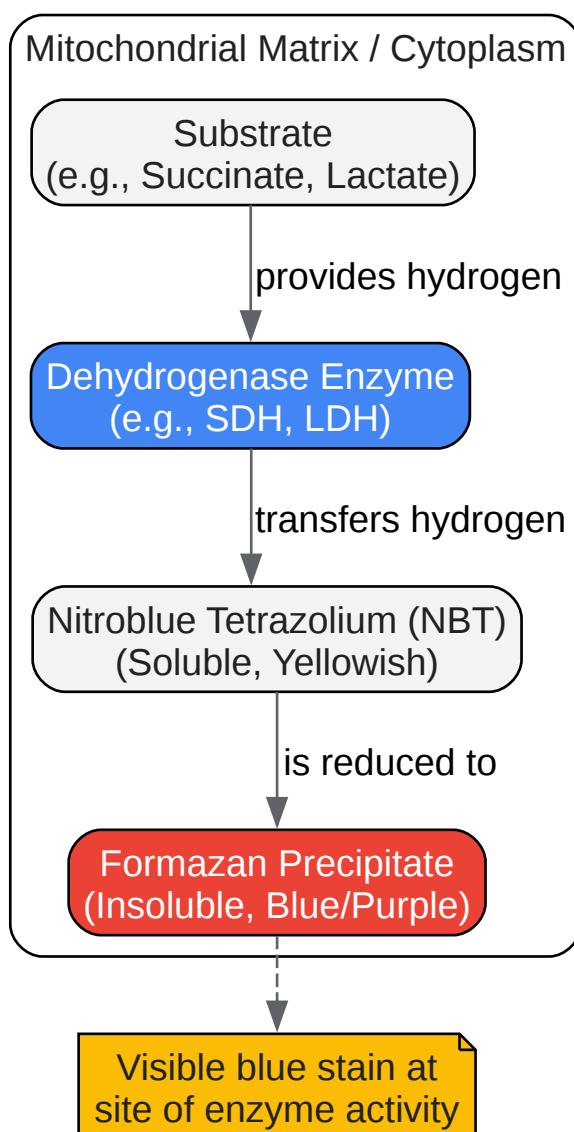 Mitochondrial Matrix / Cytoplasm
Substrate
(e.g., Succinate, Lactate)
provides hydrogen
Dehydrogenase Enzyme
(e.g., SDH, LDH)
transfers hydrogen
Nitroblue Tetrazolium (NBT)
(Soluble, Yellowish)
is reduced to
Formazan Precipitate
(Insoluble, Blue/Purple)
Visible blue stain at
site of enzyme activity